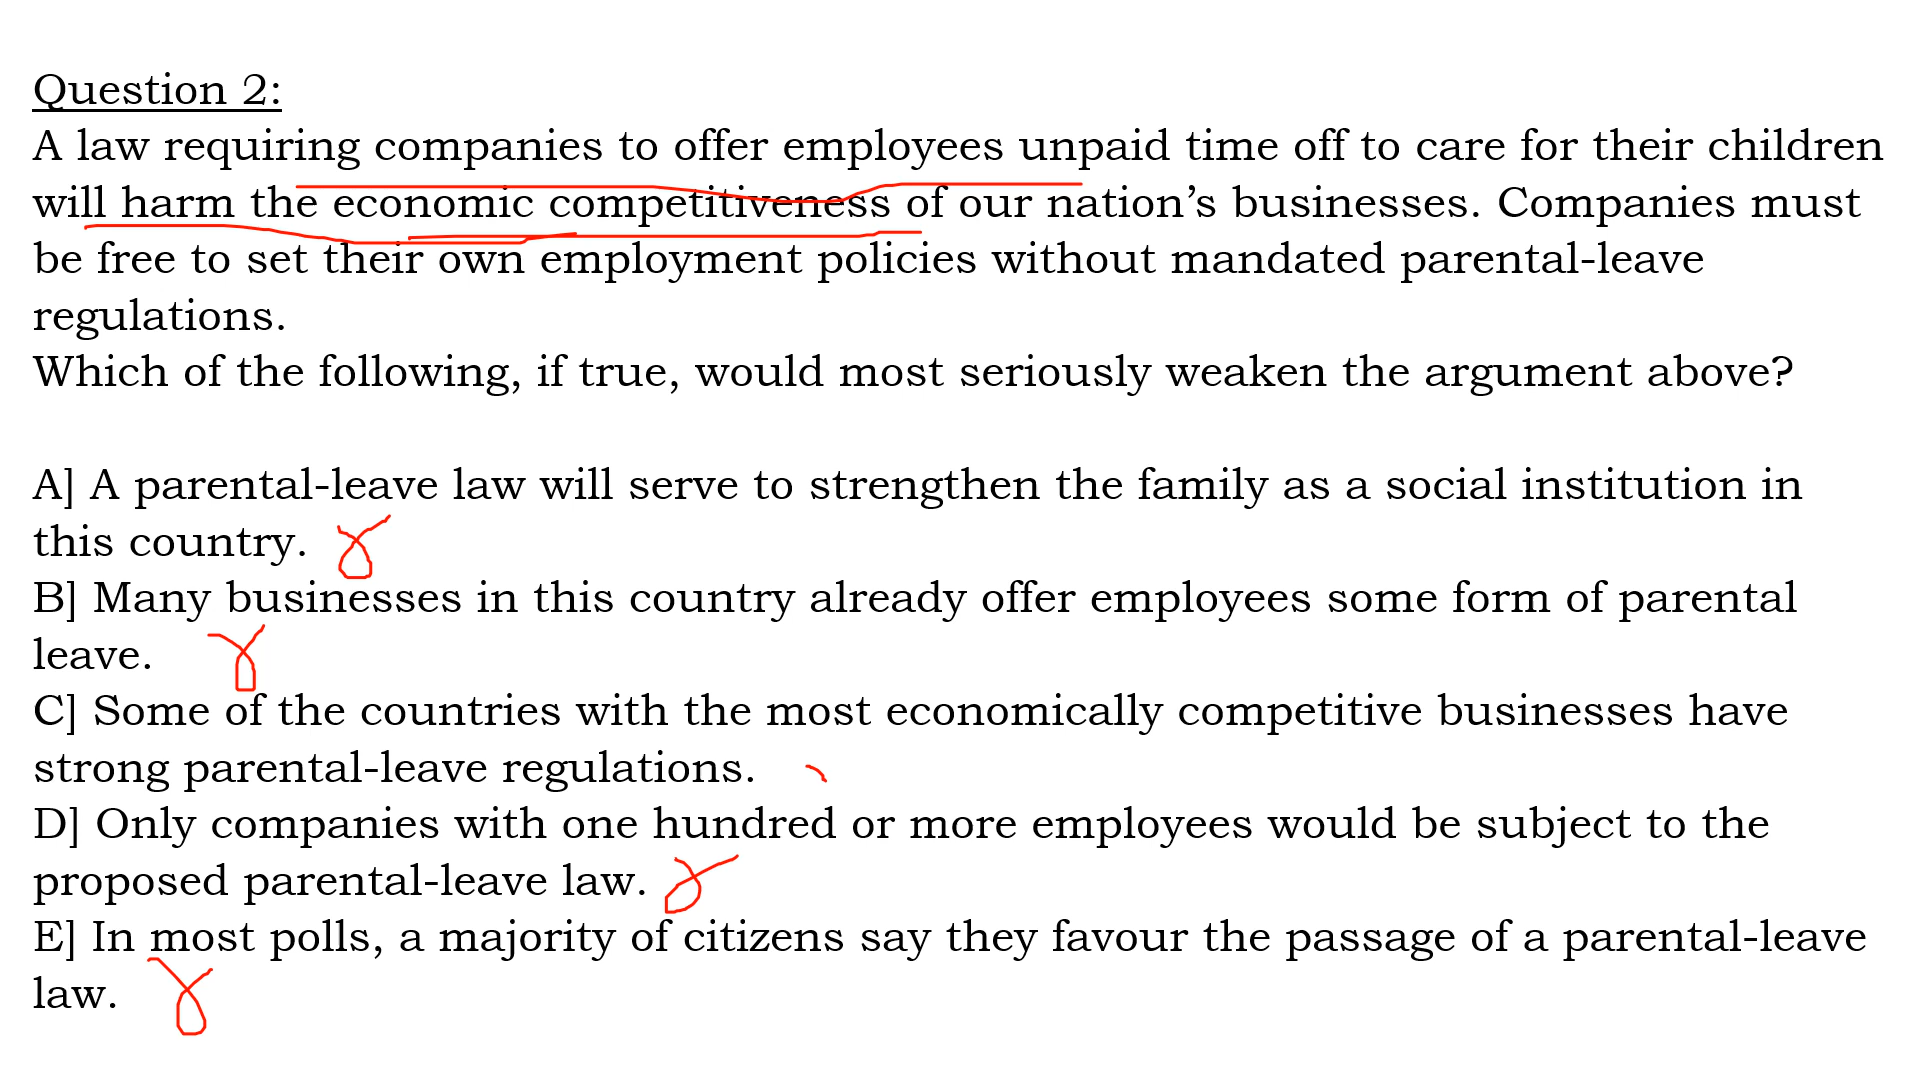 Question 2:
A law requiring companies to offer employees unpaid time off to care for their children
will harm the economic competitiveness of our nation’s businesses. Companies must
be free to set their own employment policies without mandated parental-leave
regulations.
Which of the following, if true, would most seriously weaken the argument above?
A] A parental-leave law will serve to strengthen the family as a social institution in
this country.
B] Many businesses in this country already offer employees some form of parental
leave.
C] Some of the countries with the most economically competitive businesses have
strong parental-leave regulations.
D] Only companies with one hundred or more employees would be subject to the
proposed parental-leave law.
E] In most polls, a majority of citizens say they favour the passage of a parental-leave
law.